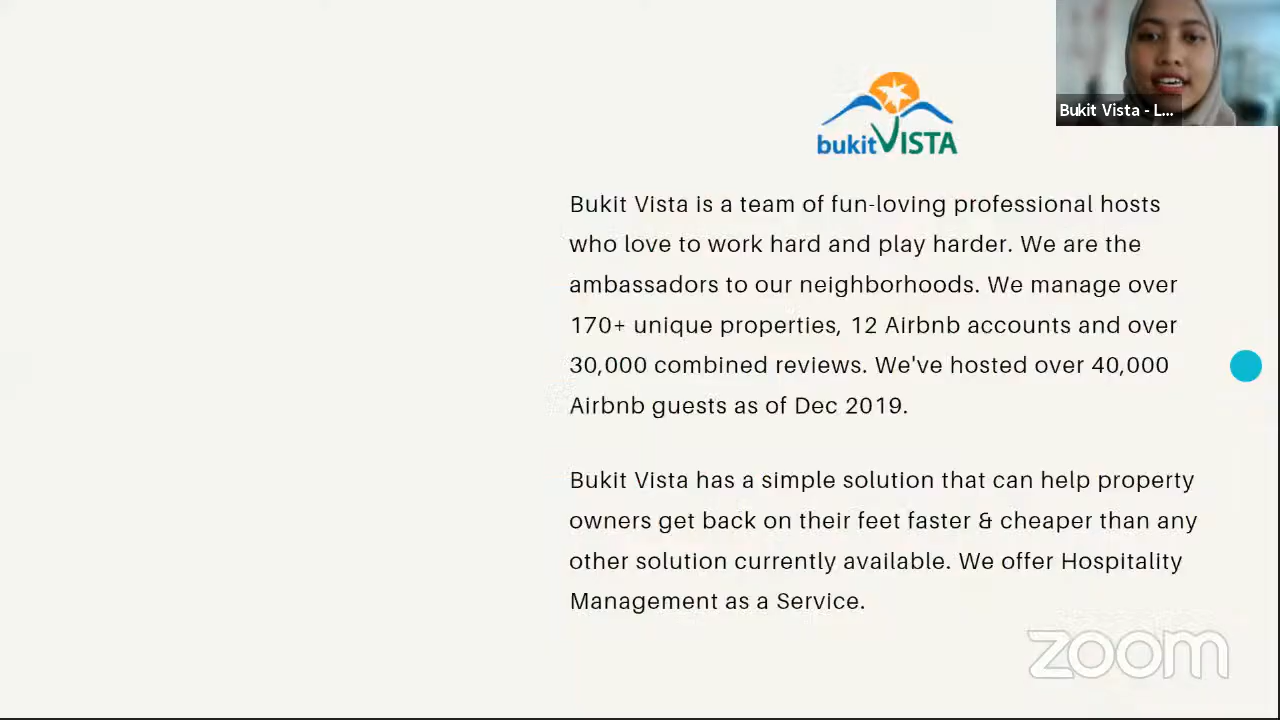 Bukit Vista - L...
bukit VISTA
Bukit Vista is a team of fun-loving professional hosts
who love to work hard and play harder. We are the
ambassadors to our neighborhoods. We manage over
170+ unique properties, 12 Airbnb accounts and over
30,000 combined reviews. We've hosted over 40,000
Airbnb guests as of Dec 2019.
Bukit Vista has a simple solution that can help property
owners get back on their feet faster & cheaper than any
other solution currently available. We offer Hospitality
Management as a Service.
zoom